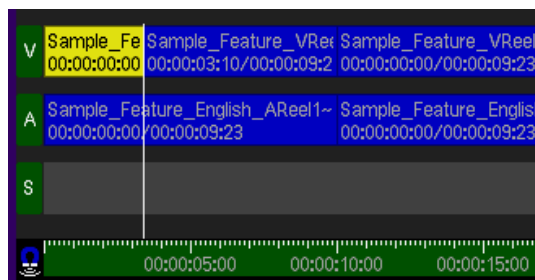 V
Sample_Fe Sample_Feature_VRee Sample_Feature_VReel
00:00:00:00 00:00:03:10/00:00:09:2 00:00:00:00/00:00:09:23
A
Sample_Feature_English_AReel1~ Sample_Feature_Englis
00:00:00:00/00:00:09:23 00:00:00:00/00:00:09:23
S
00:00:05:00 00:00:10:00 00:00:15:00